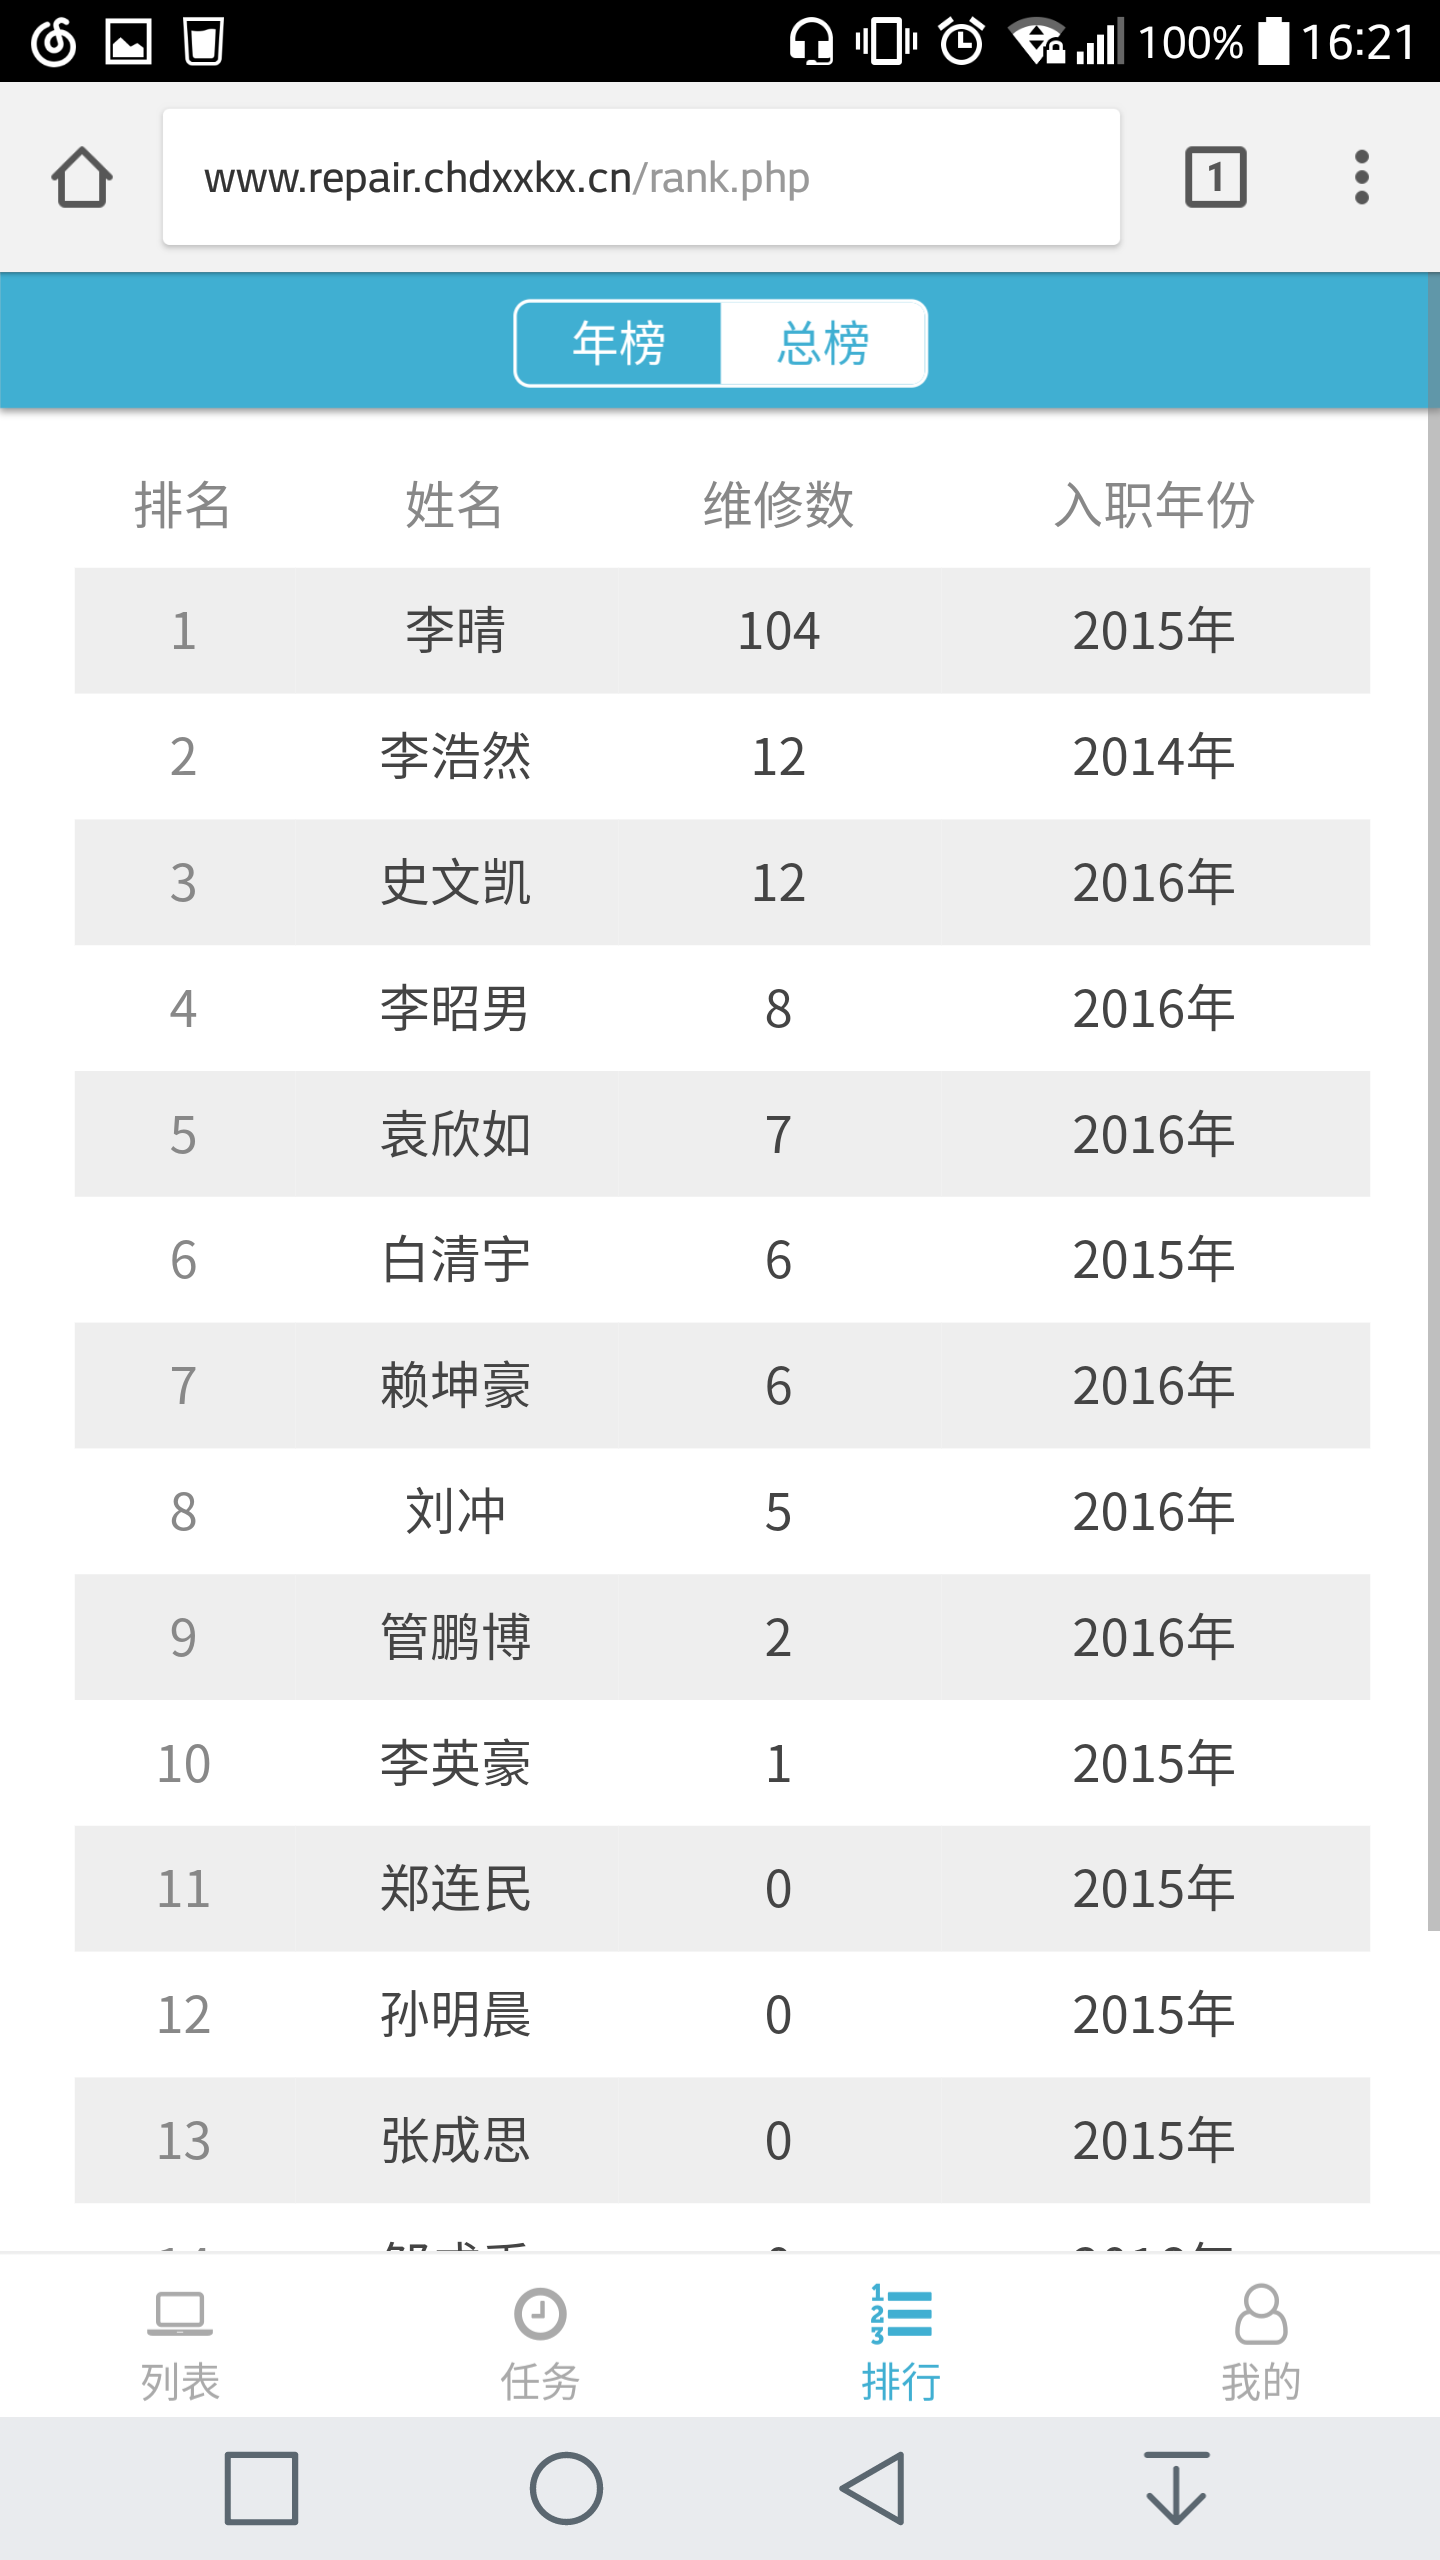 100% 16:21
www.repair.chdxxkx.cn/rank.php
1
年榜 总榜
排名 姓名 维修数 入职年份
1 李晴 104 2015年
2 李浩然 12 2014年
3 史文凯 12 2016年
4 李昭男 8 2016年
5 袁欣如 7 2016年
6 白清宇 6 2015年
7 赖坤豪 6 2016年
8 刘冲 5 2016年
9 管鹏博 2 2016年
10 李英豪 1 2015年
11 郑连民 0 2015年
12 孙明晨 0 2015年
13 张成思 0 2015年
列表 任务 排行 我的